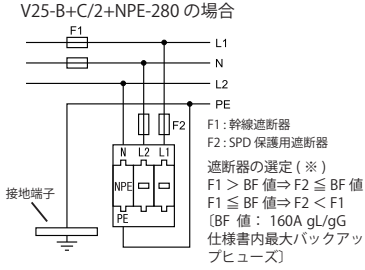 V25-B+C/2+NPE-280 の場合
F1
L1
N
L2
PE
F2
N L2 L1
NPE
PE
接地端子
F1 : 幹線遮断器
F2 : SPD 保護用遮断器
遮断器の選定 ( ※ )
F1 > BF 値⇒ F2 ≦ BF 値
F1 ≦ BF 値⇒ F2 < F1
〔BF 値： 160A gL/gG
仕様書内最大バックアッ
プヒューズ〕